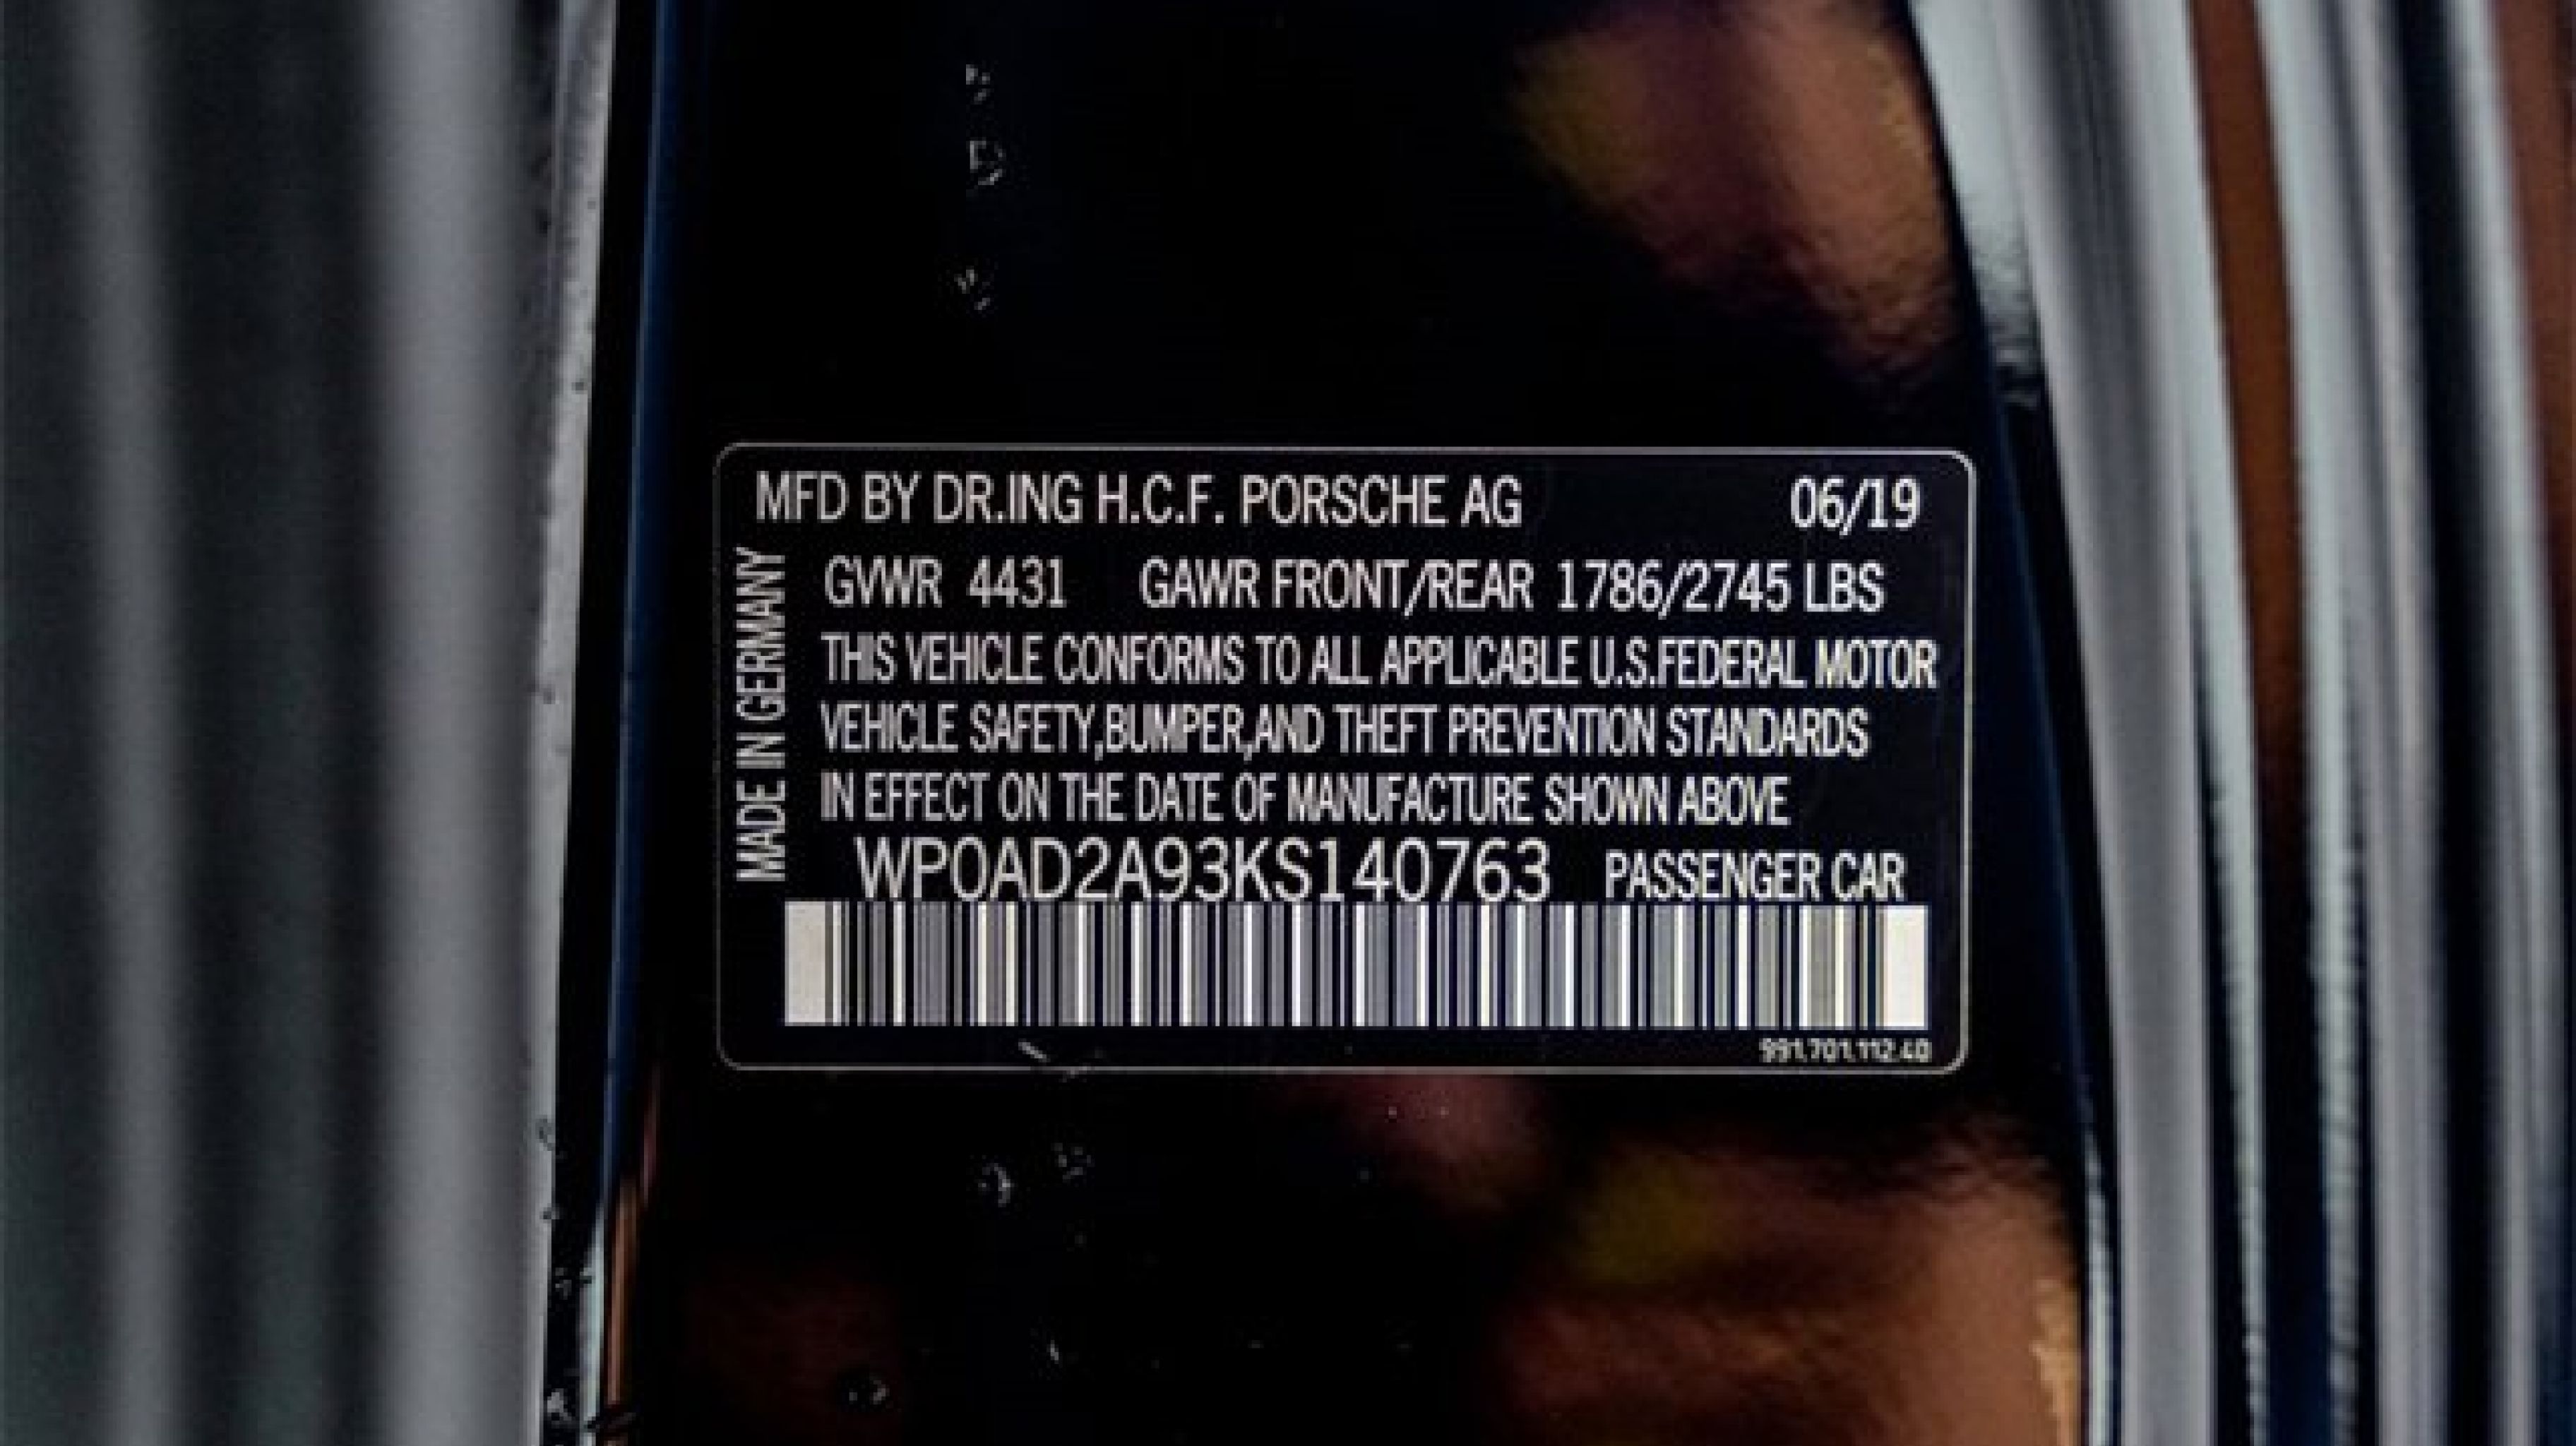 MFD BY DR.ING H.C.F. PORSCHE AG 06/19
MADE IN GERMANY
GVWR 4431 GAWR FRONT/REAR 1786/2745 LBS
THIS VEHICLE CONFORMS TO ALL APPLICABLE U.S.FEDERAL MOTOR
VEHICLE SAFETY,BUMPER,AND THEFT PREVENTION STANDARDS
IN EFFECT ON THE DATE OF MANUFACTURE SHOWN ABOVE
WP0AD2A93KS140763 PASSENGER CAR
991.701.112.40